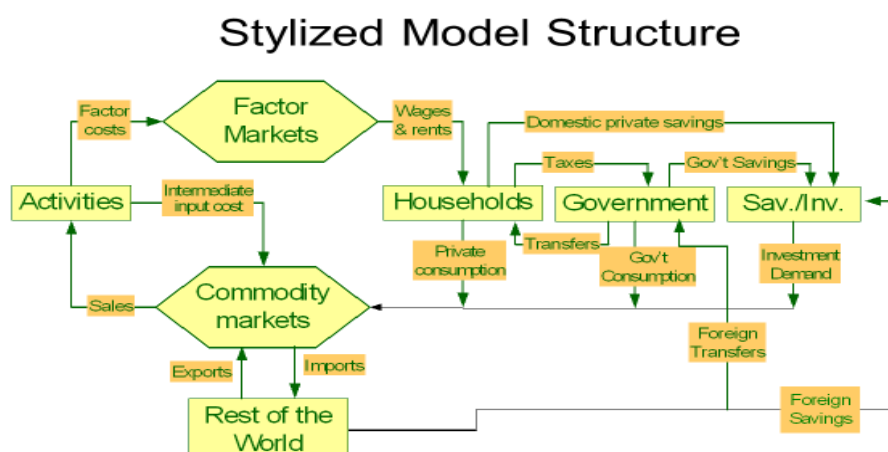 Stylized Model Structure
Factor
costs
Factor
Markets
Wages
& rents
Domestic private savings
Taxes
Gov't Savings
Activities
Intermediate
input cost
Households
Government
Sav./Inv.
Transfers
Private
consumption
Gov't
Consumption
Investment
Demand
Sales
Commodity
markets
Foreign
Transfers
Exports
Imports
Rest of the
World
Foreign
Savings